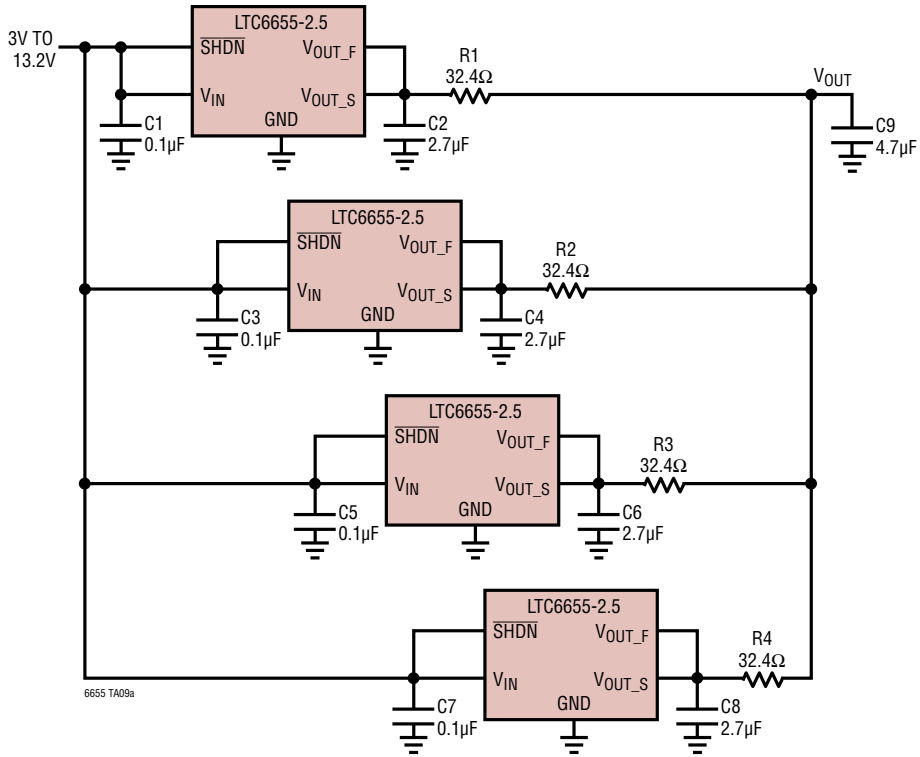 3V TO
13.2V
LTC6655-2.5
SHDN
VIN
GND
VOUT_F
VOUT_S
C1
0.1µF
C2
2.7µF
R1
32.4Ω
VOUT
C9
4.7µF
LTC6655-2.5
SHDN
VIN
GND
VOUT_F
VOUT_S
C3
0.1µF
C4
2.7µF
R2
32.4Ω
LTC6655-2.5
SHDN
VIN
GND
VOUT_F
VOUT_S
C5
0.1µF
C6
2.7µF
R3
32.4Ω
LTC6655-2.5
SHDN
VIN
GND
VOUT_F
VOUT_S
C7
0.1µF
C8
2.7µF
R4
32.4Ω
6655 TA09a